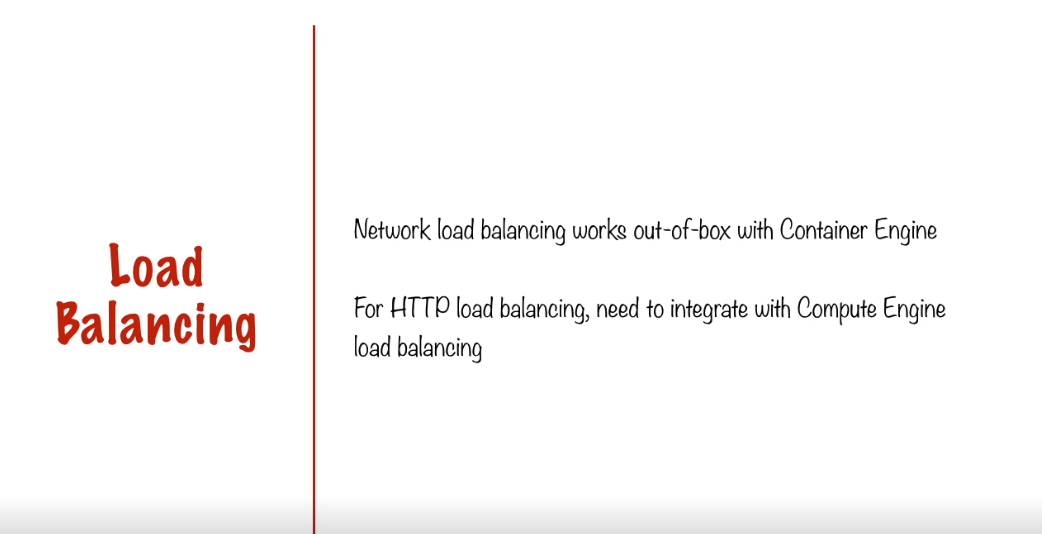 Load
Balancing
Network load balancing works out-of-box with Container Engine
For HTTP load balancing, need to integrate with Compute Engine
load balancing